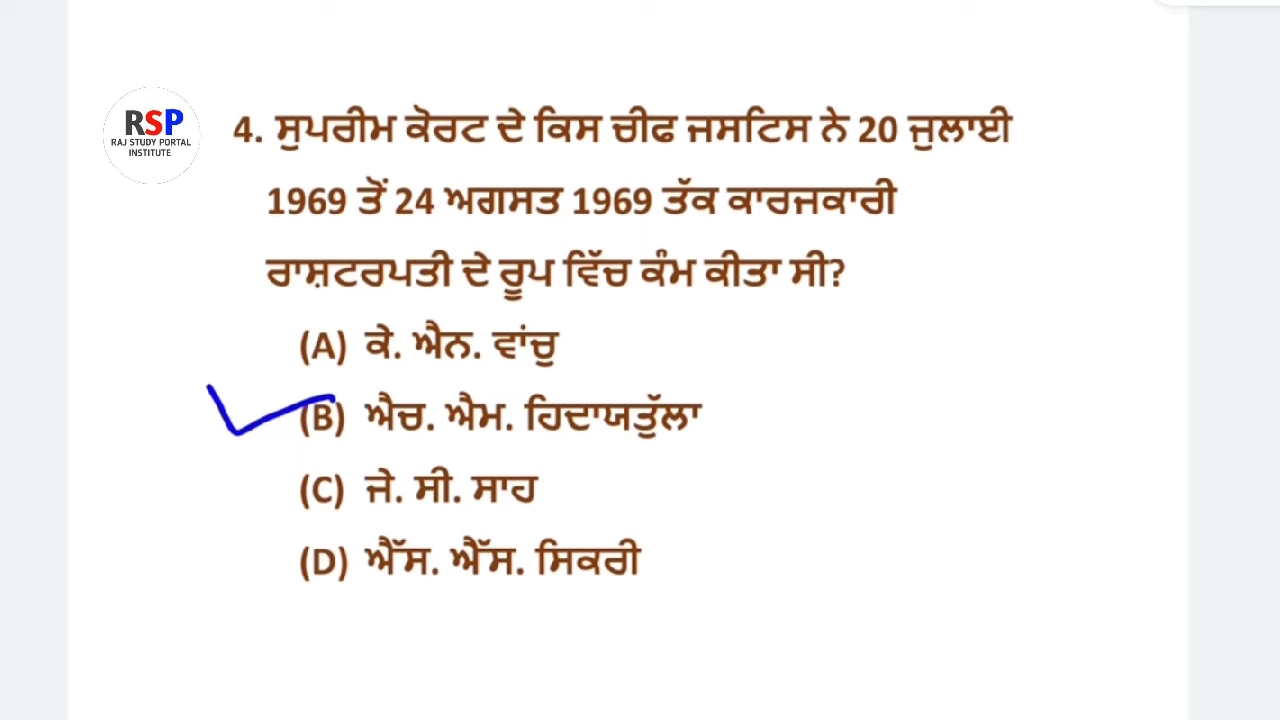 RSP
RAJ STUDY PORTAL
INSTITUTE
4. ਸੁਪਰੀਮ ਕੋਰਟ ਦੇ ਕਿਸ ਚੀਫ ਜਸਟਿਸ ਨੇ 20 ਜੁਲਾਈ
1969 ਤੋਂ 24 ਅਗਸਤ 1969 ਤੱਕ ਕਾਰਜਕਾਰੀ
ਰਾਸ਼ਟਰਪਤੀ ਦੇ ਰੂਪ ਵਿੱਚ ਕੰਮ ਕੀਤਾ ਸੀ?
(A) ਕੇ. ਐਨ. ਵਾਂਚੁ
(B) ਐਚ. ਐਮ. ਹਿਦਾਯਤੁੱਲਾ
(C) ਜੇ. ਸੀ. ਸਾਹ
(D) ਐੱਸ. ਐੱਸ. ਸਿਕਰੀ